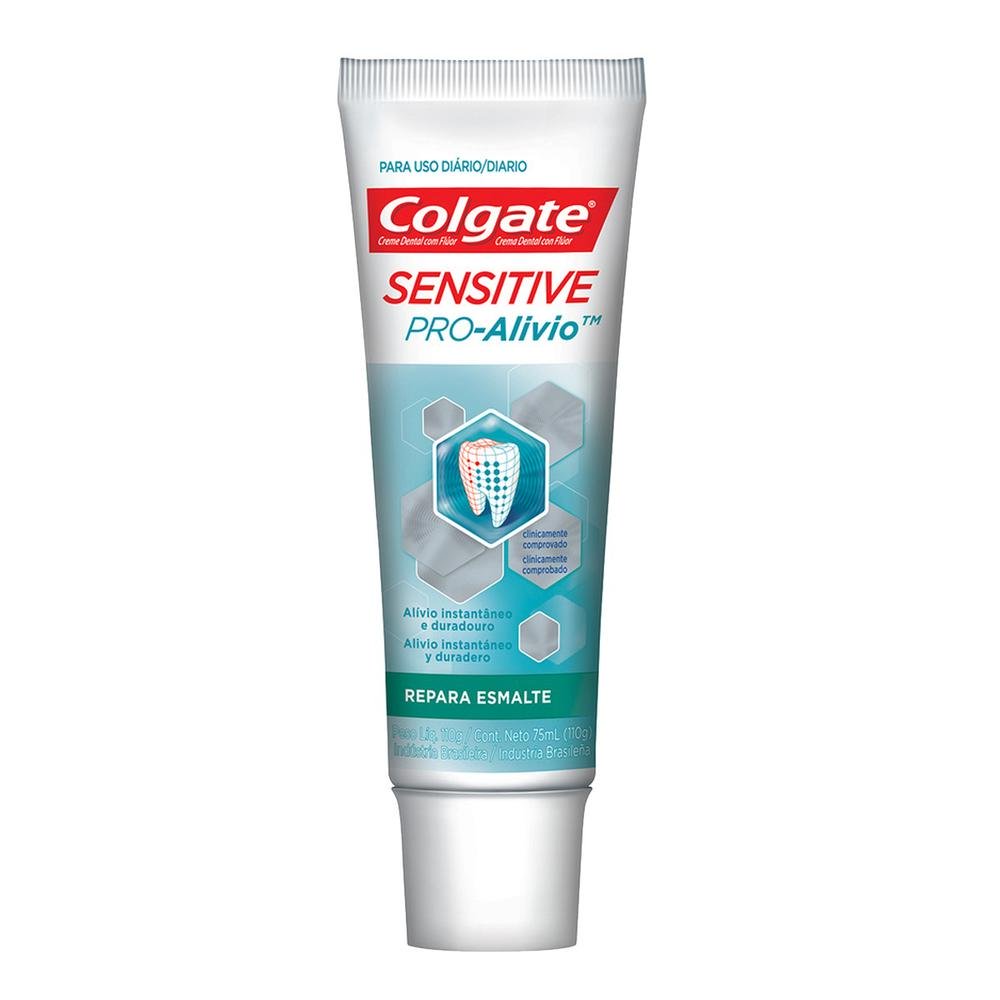 PARA USO DIÁRIO/DIARIO
Colgate®
Creme Dental com Flúor Crema Dental con Flúor
SENSITIVE
PRO-Alivio™
clinicamente
comprovado
clínicamente
comprobado
Alívio instantâneo
e duradouro
Alivio instantáneo
y duradero
REPARA ESMALTE
Peso Líq. 110g / Cont. Neto 75mL (110g)
Indústria Brasileira / Industria Brasileña